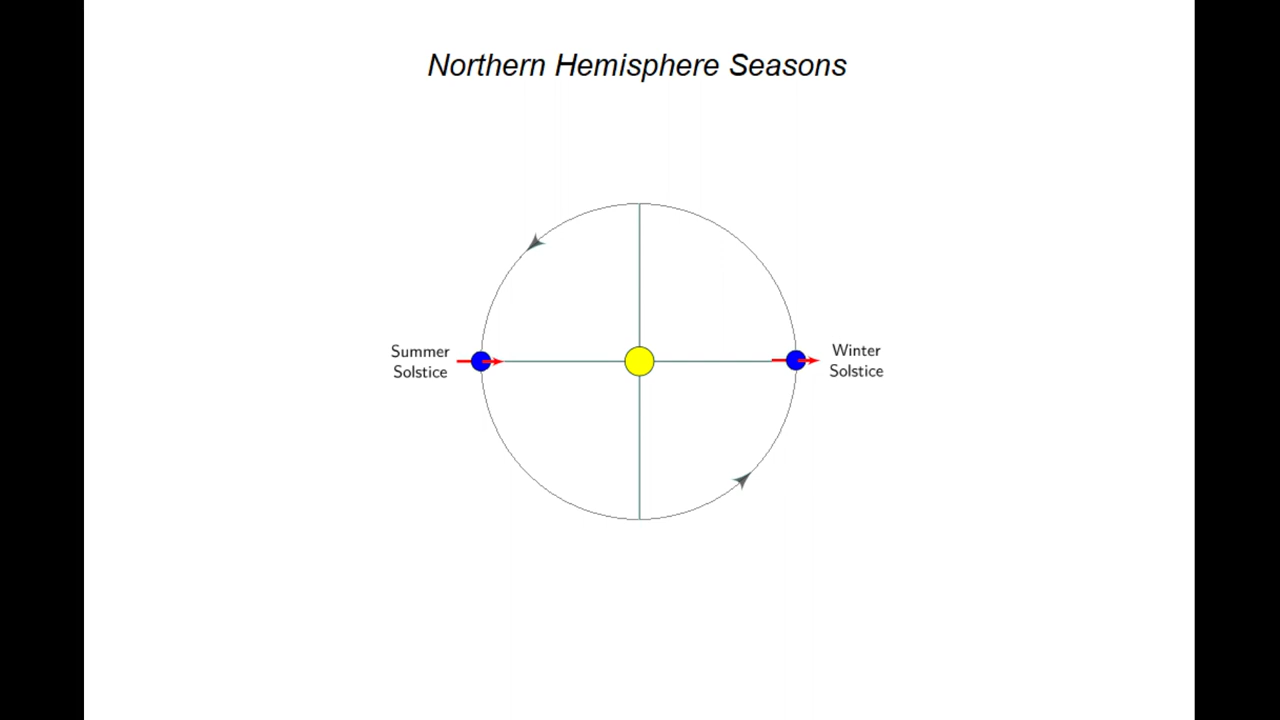 Northern Hemisphere Seasons
Summer
Solstice
Winter
Solstice